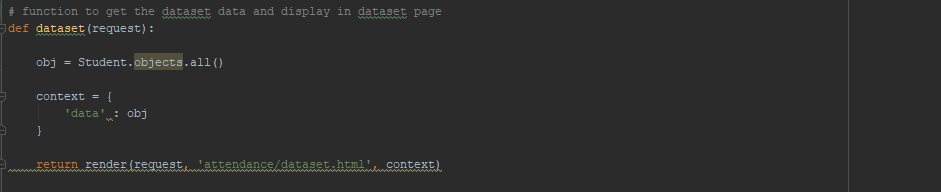 # function to get the dataset data and display in dataset page
def dataset(request):
    obj = Student.objects.all()
    context = {
        'data' : obj
    }
    return render(request, 'attendance/dataset.html', context)